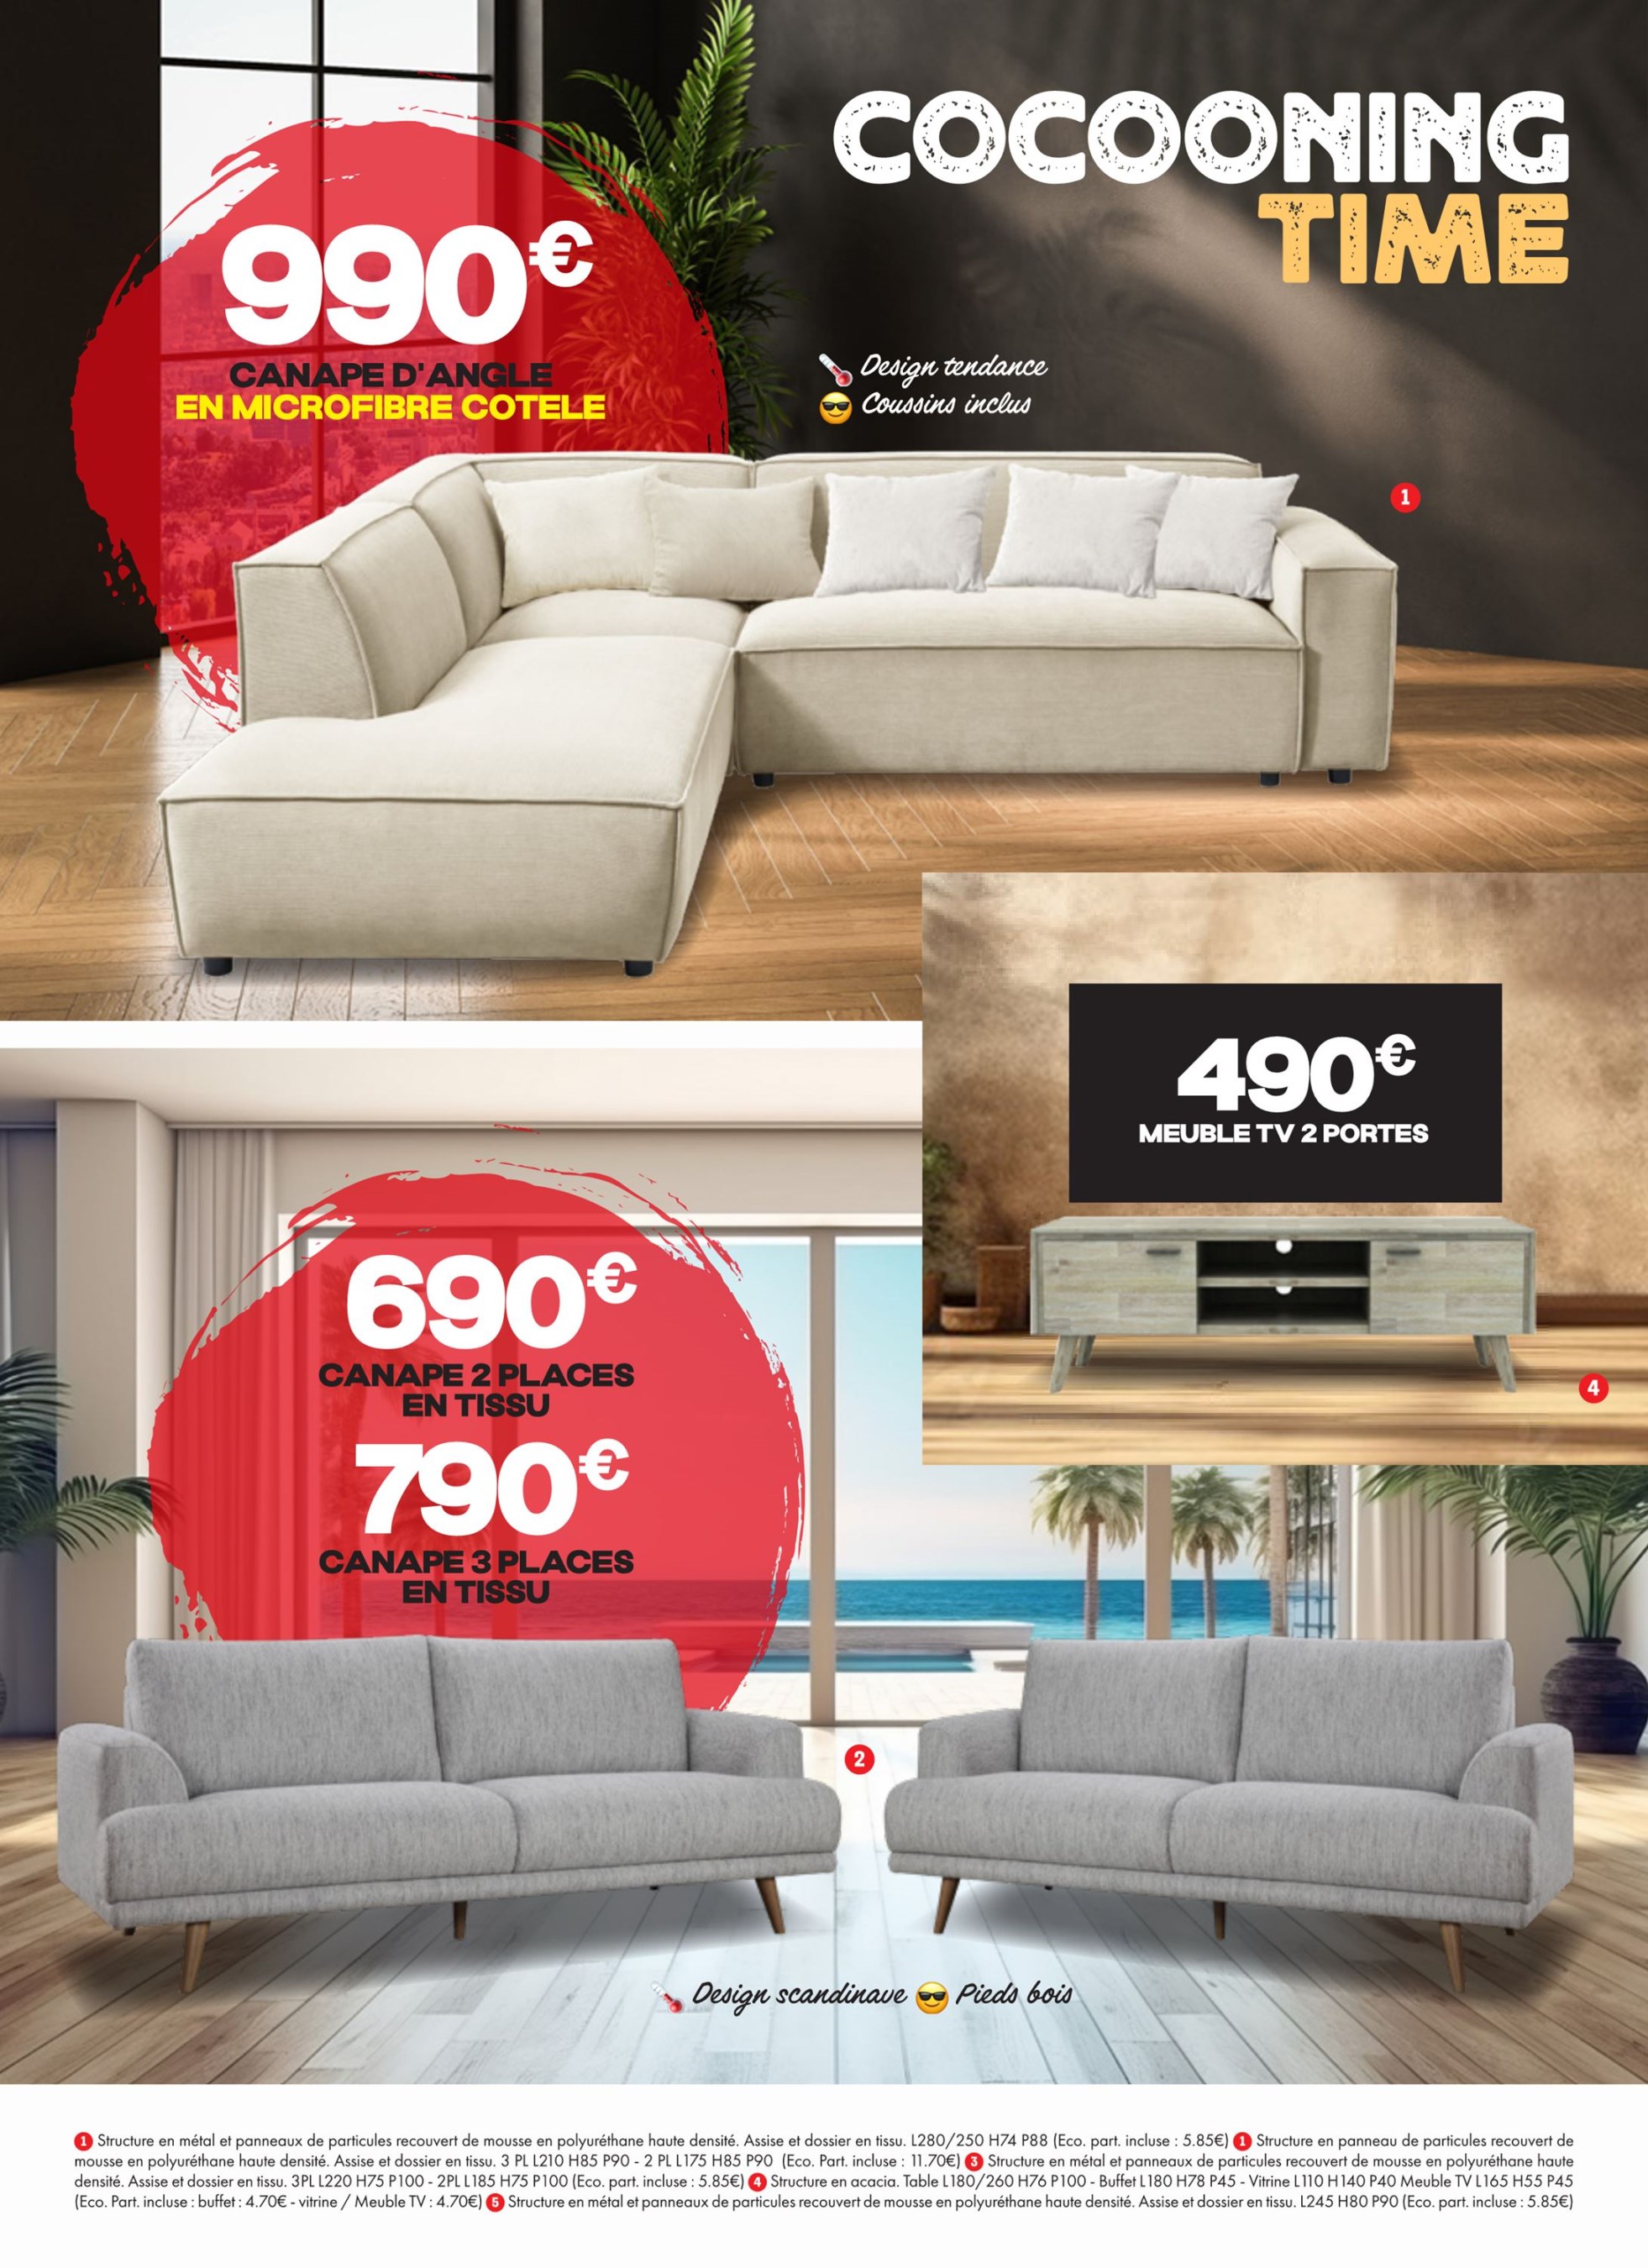 COCOONING
TIME
990€
CANAPE D'ANGLE
EN MICROFIBRE COTELE
Design tendance
Coussins inclus
1
490€
MEUBLE TV 2 PORTES
4
690€
CANAPE 2 PLACES
EN TISSU
790€
CANAPE 3 PLACES
EN TISSU
2
Design scandinave Pieds bois
1 Structure en métal et panneaux de particules recouvert de mousse en polyuréthane haute densité. Assise et dossier en tissu. L280/250 H74 P88 (Eco. part. incluse : 5.85€) 1 Structure en panneau de particules recouvert de
mousse en polyuréthane haute densité. Assise et dossier en tissu. 3 PL L210 H85 P90 - 2 PL L175 H85 P90 (Eco. Part. incluse : 11.70€) 3 Structure en métal et panneaux de particules recouvert de mousse en polyuréthane haute
densité. Assise et dossier en tissu. 3PL L220 H75 P100 - 2PL L185 H75 P100 (Eco. part. incluse : 5.85€) 4 Structure en acacia. Table L180/260 H76 P100 - Buffet L180 H78 P45 - Vitrine L110 H140 P40 Meuble TV L165 H55 P45
(Eco. Part. incluse : buffet : 4.70€ - vitrine / Meuble TV : 4.70€) 5 Structure en métal et panneaux de particules recouvert de mousse en polyuréthane haute densité. Assise et dossier en tissu. L245 H80 P90 (Eco. part. incluse : 5.85€)